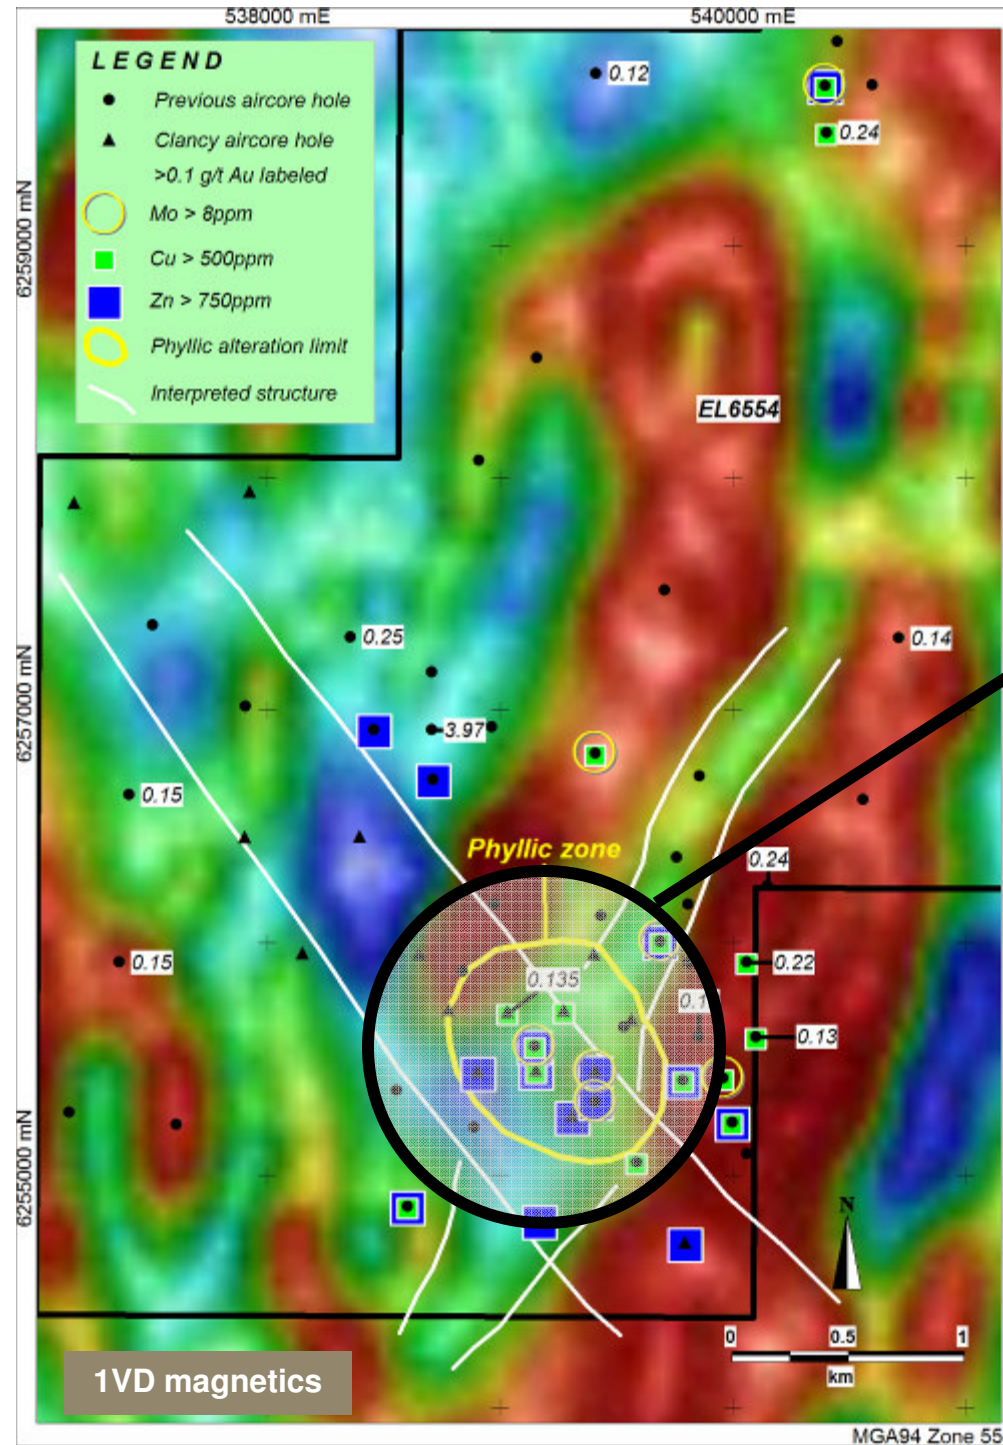 538000 mE
540000 mE
LEGEND
Previous aircore hole
Clancy aircore hole
>0.1 g/t Au labeled
Mo > 8ppm
Cu > 500ppm
Zn > 750ppm
Phyllic alteration limit
Interpreted structure
0.12
0.24
6259000 mN
EL6554
0.25
0.14
6257000 mN
3.97
0.15
Phyllic zone
0.24
0.15
0.22
0.135
0.1
0.13
6255000 mN
N
0 0.5 1
km
1VD magnetics
MGA94 Zone 55